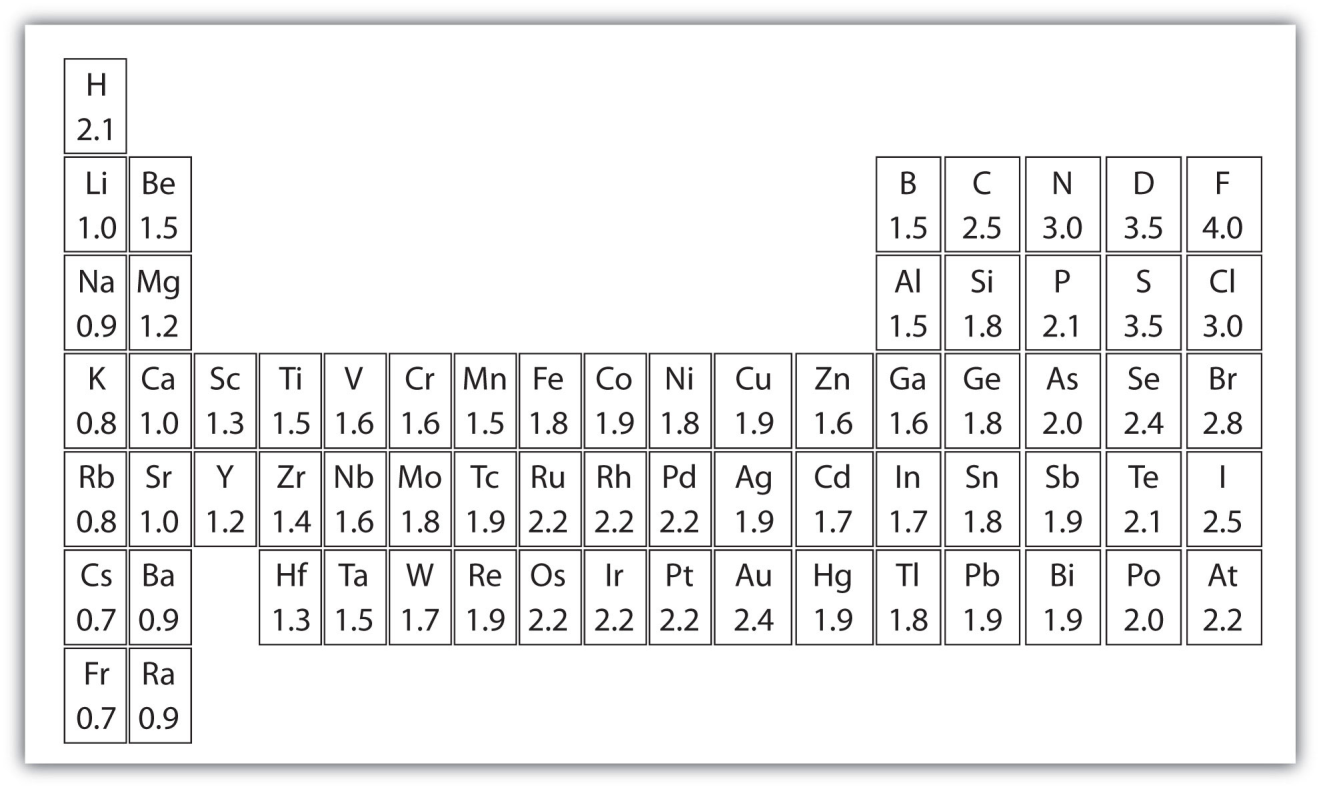 H
2.1
Li Be B C N D F
1.0 1.5 1.5 2.5 3.0 3.5 4.0
Na Mg Al Si P S Cl
0.9 1.2 1.5 1.8 2.1 3.5 3.0
K Ca Sc Ti V Cr Mn Fe Co Ni Cu Zn Ga Ge As Se Br
0.8 1.0 1.3 1.5 1.6 1.6 1.5 1.8 1.9 1.8 1.9 1.6 1.6 1.8 2.0 2.4 2.8
Rb Sr Y Zr Nb Mo Tc Ru Rh Pd Ag Cd In Sn Sb Te I
0.8 1.0 1.2 1.4 1.6 1.8 1.9 2.2 2.2 2.2 1.9 1.7 1.7 1.8 1.9 2.1 2.5
Cs Ba Hf Ta W Re Os Ir Pt Au Hg Tl Pb Bi Po At
0.7 0.9 1.3 1.5 1.7 1.9 2.2 2.2 2.2 2.4 1.9 1.8 1.9 1.9 2.0 2.2
Fr Ra
0.7 0.9